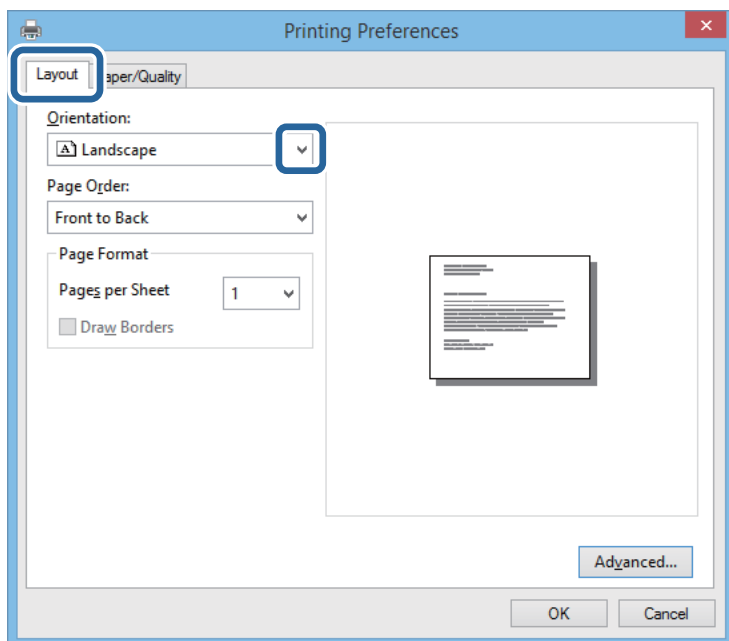 Printing Preferences
Layout
aper/Quality
Orientation:
Landscape
Page Order:
Front to Back
Page Format
Pages per Sheet
1
Draw Borders
Advanced...
OK
Cancel